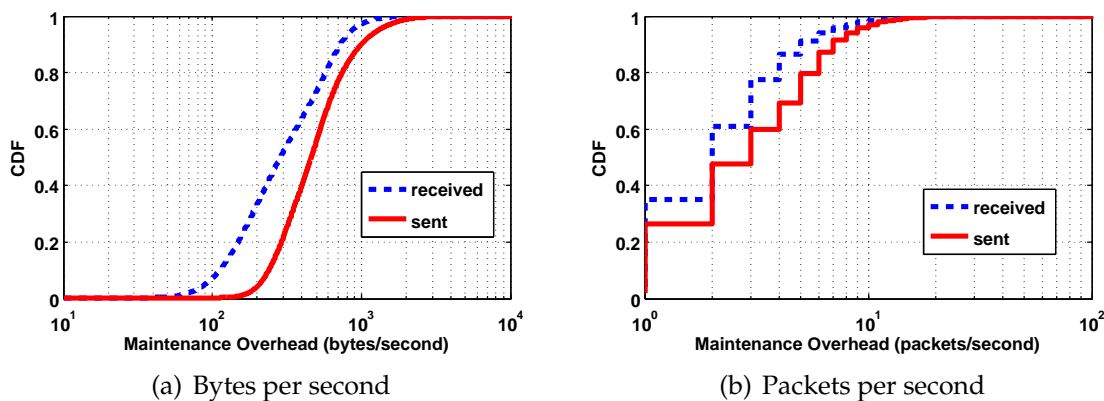 1
0.8
0.6
0.4
0.2
0
CDF
10^1
10^2
10^3
10^4
Maintenance Overhead (bytes/second)
received
sent
(a) Bytes per second
1
0.8
0.6
0.4
0.2
0
CDF
10^0
10^1
10^2
Maintenance Overhead (packets/second)
received
sent
(b) Packets per second